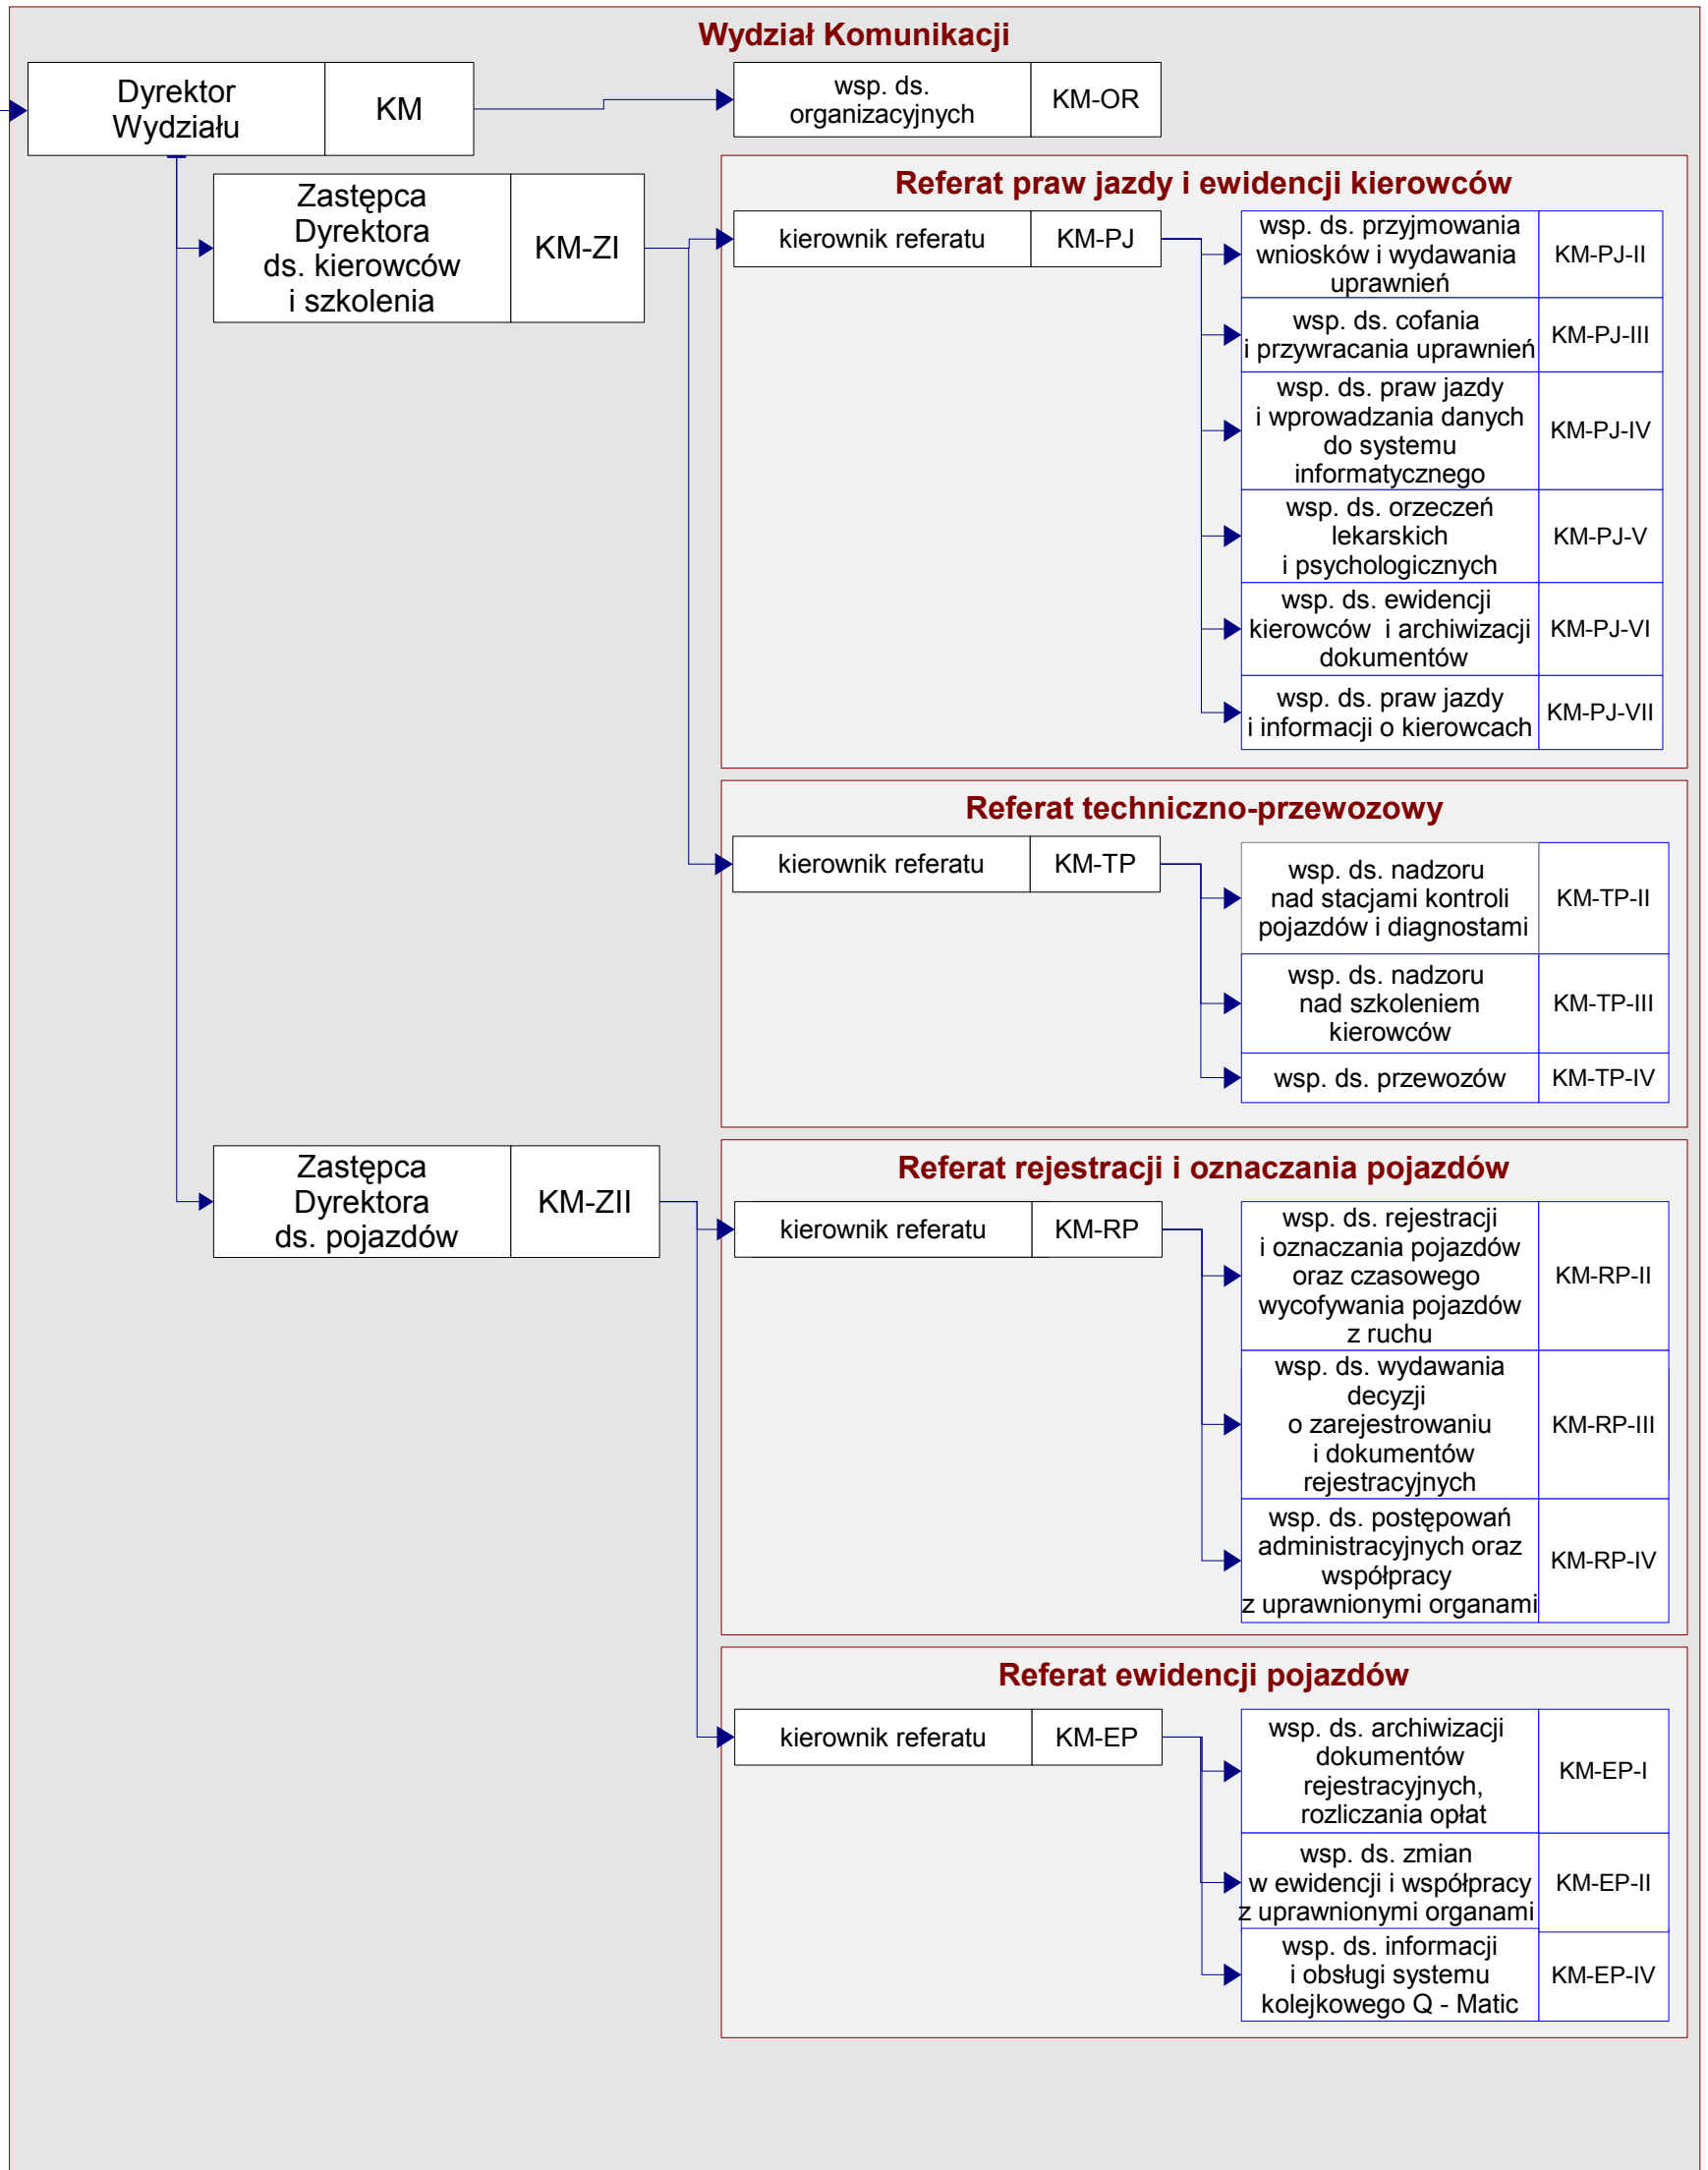 Wydział Komunikacji
Dyrektor
Wydziału
KM
wsp. ds.
organizacyjnych
KM-OR
Zastępca
Dyrektora
ds. kierowców
i szkolenia
KM-ZI
Referat praw jazdy i ewidencji kierowców
kierownik referatu
KM-PJ
wsp. ds. przyjmowania
wniosków i wydawania
uprawnień
KM-PJ-II
wsp. ds. cofania
i przywracania uprawnień
KM-PJ-III
wsp. ds. praw jazdy
i wprowadzania danych
do systemu
informatycznego
KM-PJ-IV
wsp. ds. orzeczeń
lekarskich
i psychologicznych
KM-PJ-V
wsp. ds. ewidencji
kierowców i archiwizacji
dokumentów
KM-PJ-VI
wsp. ds. praw jazdy
i informacji o kierowcach
KM-PJ-VII
Referat techniczno-przewozowy
kierownik referatu
KM-TP
wsp. ds. nadzoru
nad stacjami kontroli
pojazdów i diagnostami
KM-TP-II
wsp. ds. nadzoru
nad szkoleniem
kierowców
KM-TP-III
wsp. ds. przewozów
KM-TP-IV
Zastępca
Dyrektora
ds. pojazdów
KM-ZII
Referat rejestracji i oznaczania pojazdów
kierownik referatu
KM-RP
wsp. ds. rejestracji
i oznaczania pojazdów
oraz czasowego
wycofywania pojazdów
z ruchu
KM-RP-II
wsp. ds. wydawania
decyzji
o zarejestrowaniu
i dokumentów
rejestracyjnych
KM-RP-III
wsp. ds. postępowań
administracyjnych oraz
współpracy
z uprawnionymi organami
KM-RP-IV
Referat ewidencji pojazdów
kierownik referatu
KM-EP
wsp. ds. archiwizacji
dokumentów
rejestracyjnych,
rozliczania opłat
KM-EP-I
wsp. ds. zmian
w ewidencji i współpracy
z uprawnionymi organami
KM-EP-II
wsp. ds. informacji
i obsługi systemu
kolejkowego Q - Matic
KM-EP-IV